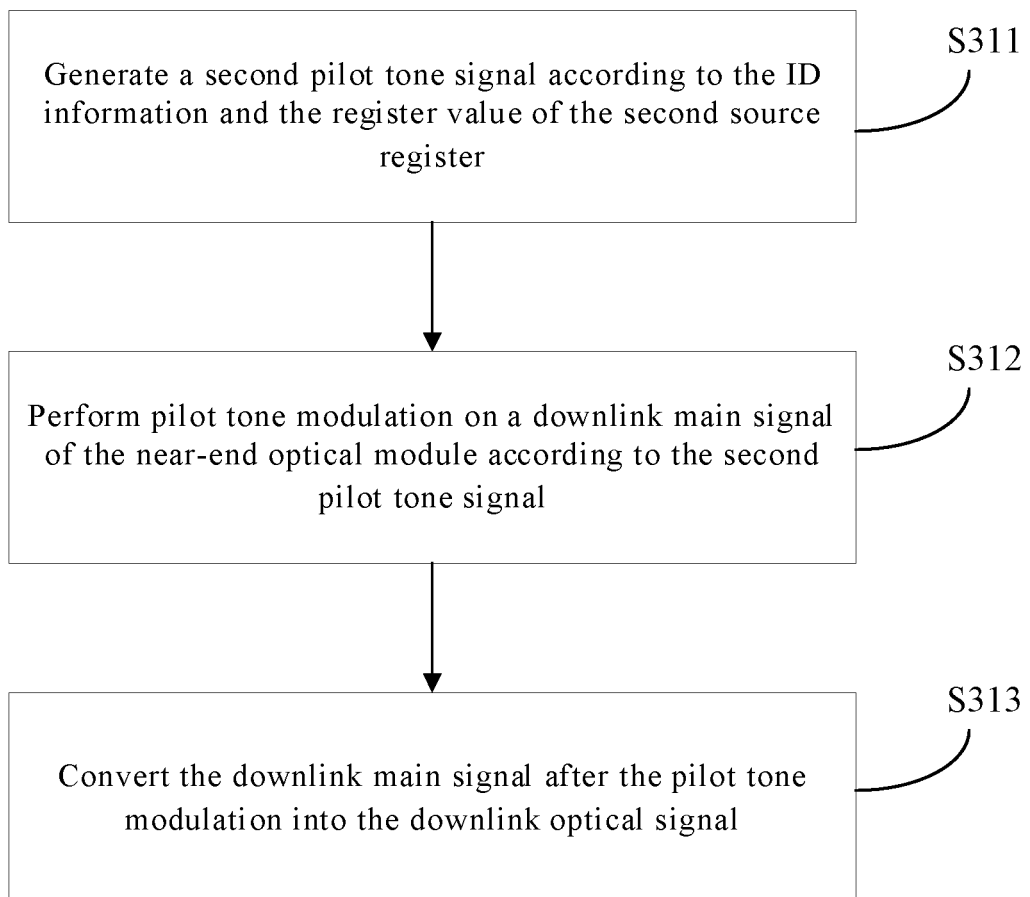 S311
Generate a second pilot tone signal according to the ID
information and the register value of the second source
register
S312
Perform pilot tone modulation on a downlink main signal
of the near-end optical module according to the second
pilot tone signal
S313
Convert the downlink main signal after the pilot tone
modulation into the downlink optical signal